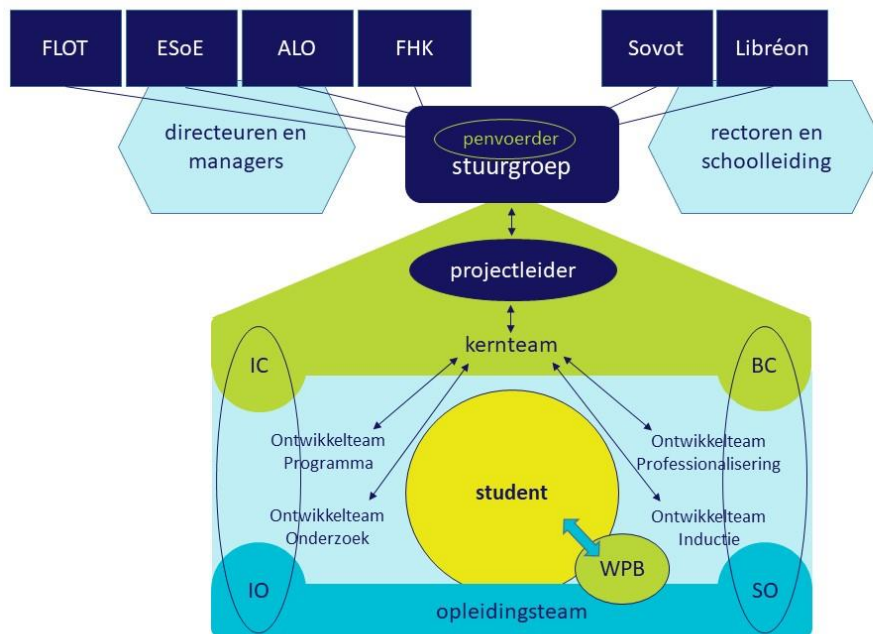 FLOT
ESoE
ALO
FHK
Sovot
Libréon
directeuren en
managers
penvoerder
stuurgroep
rectoren en
schoolleiding
projectleider
kernteam
IC
BC
Ontwikkelteam
Programma
Ontwikkelteam
Professionalisering
student
Ontwikkelteam
Onderzoek
Ontwikkelteam
Inductie
WPB
IO
SO
opleidingsteam